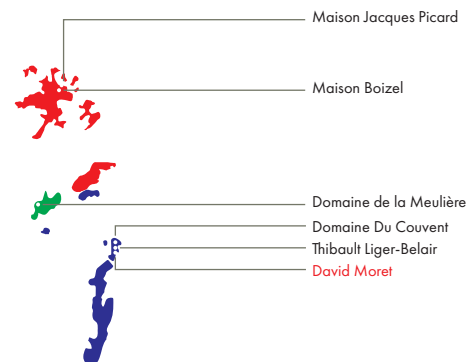 Maison Jacques Picard
Maison Boizel
Domaine de la Meulière
Domaine Du Couvent
Thibault Liger-Belair
David Moret